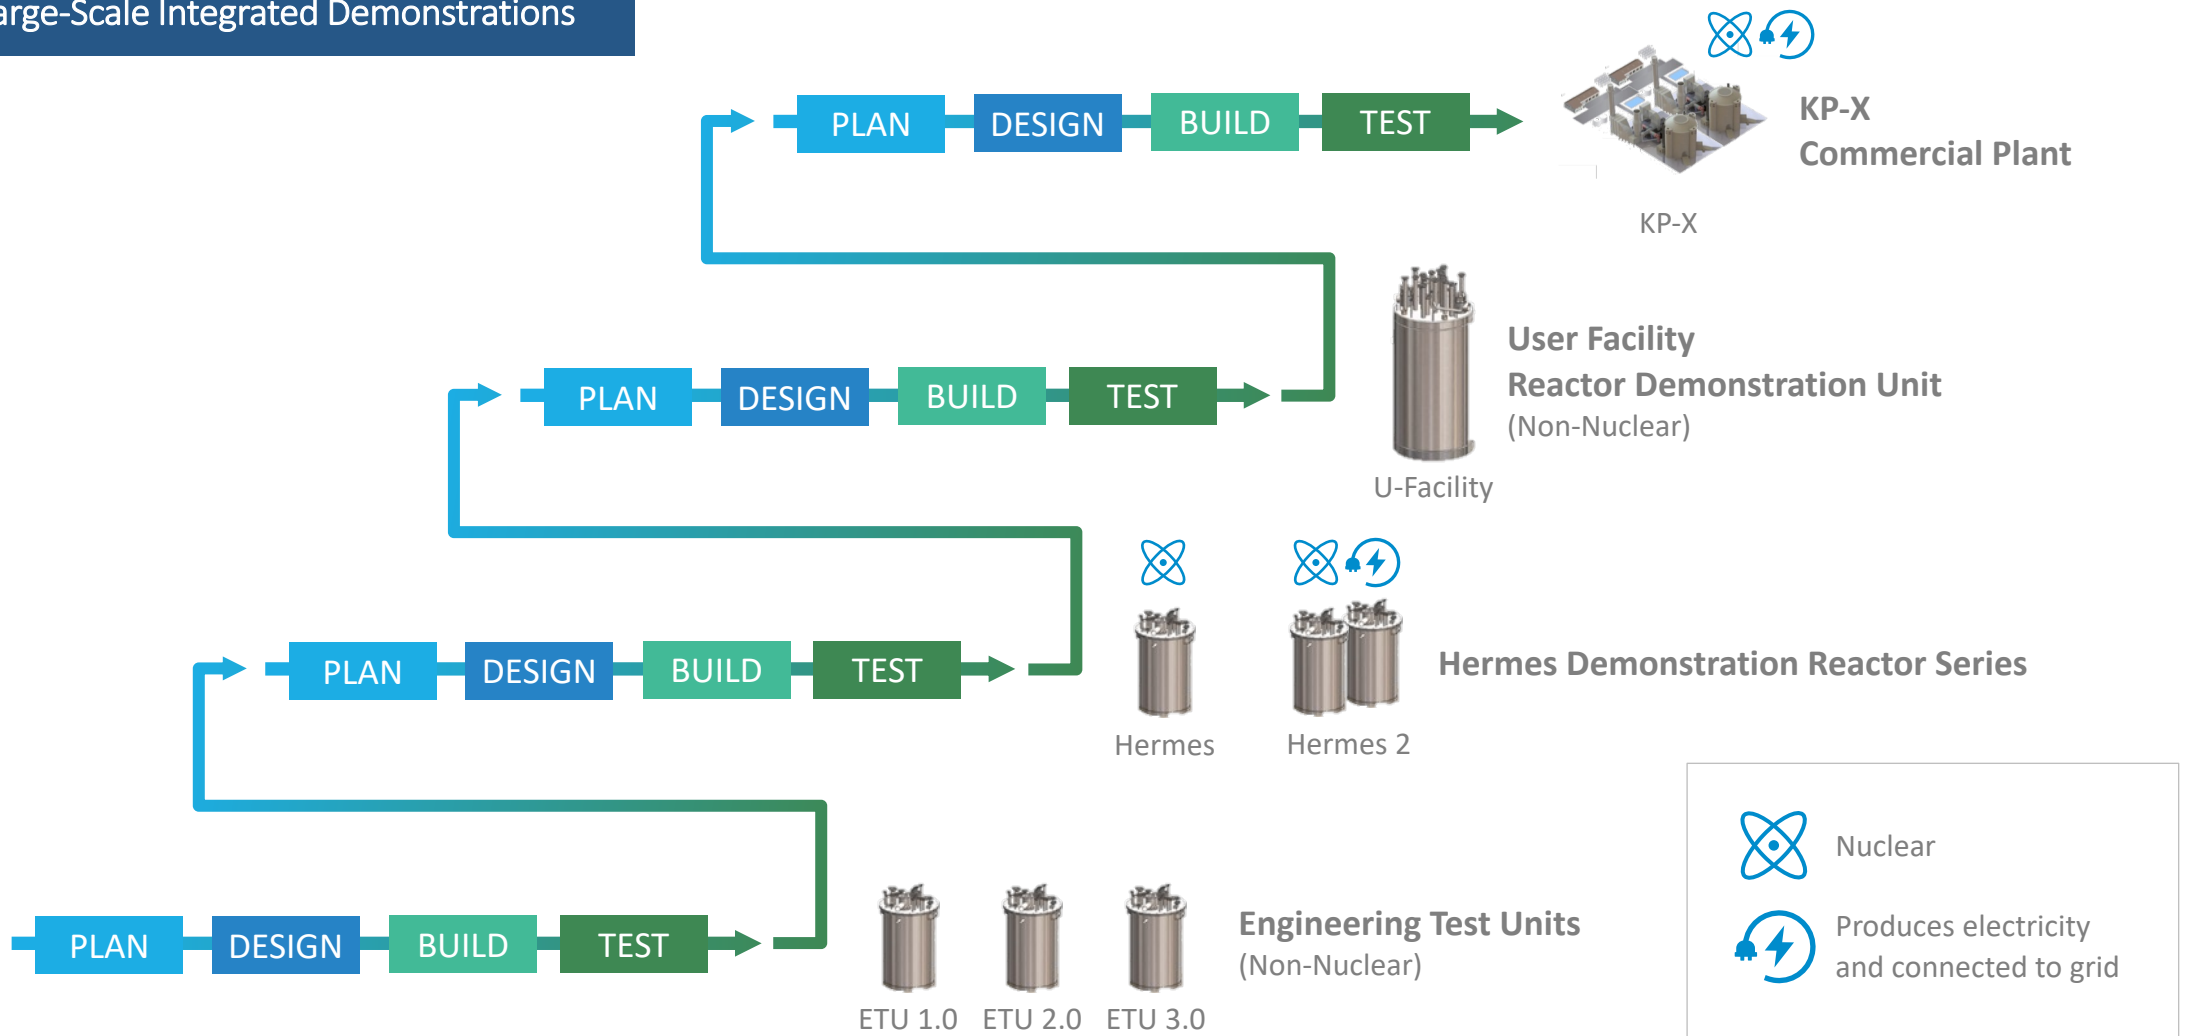 arge-Scale Integrated Demonstrations
PLAN DESIGN BUILD TEST
KP-X
Commercial Plant
KP-X
PLAN DESIGN BUILD TEST
User Facility
Reactor Demonstration Unit
(Non-Nuclear)
U-Facility
PLAN DESIGN BUILD TEST
Hermes Demonstration Reactor Series
Hermes
Hermes 2
PLAN DESIGN BUILD TEST
Engineering Test Units
(Non-Nuclear)
ETU 1.0 ETU 2.0 ETU 3.0
Nuclear
Produces electricity
and connected to grid